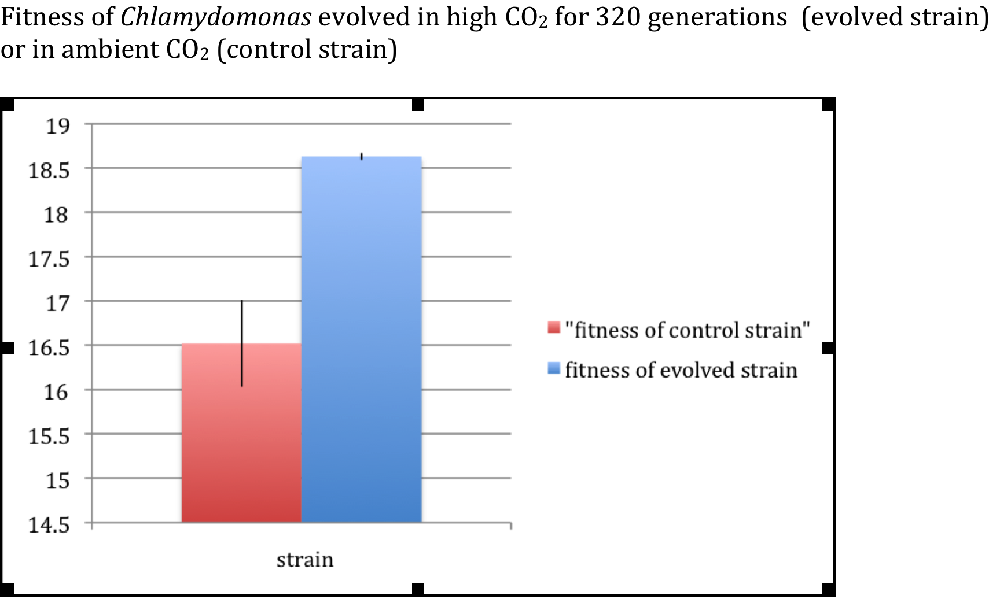 Fitness of Chlamydomonas evolved in high CO2 for 320 generations  (evolved strain)
or in ambient CO2 (control strain)
19
18.5
18
17.5
17
16.5
16
15.5
15
14.5
strain
"fitness of control strain"
fitness of evolved strain